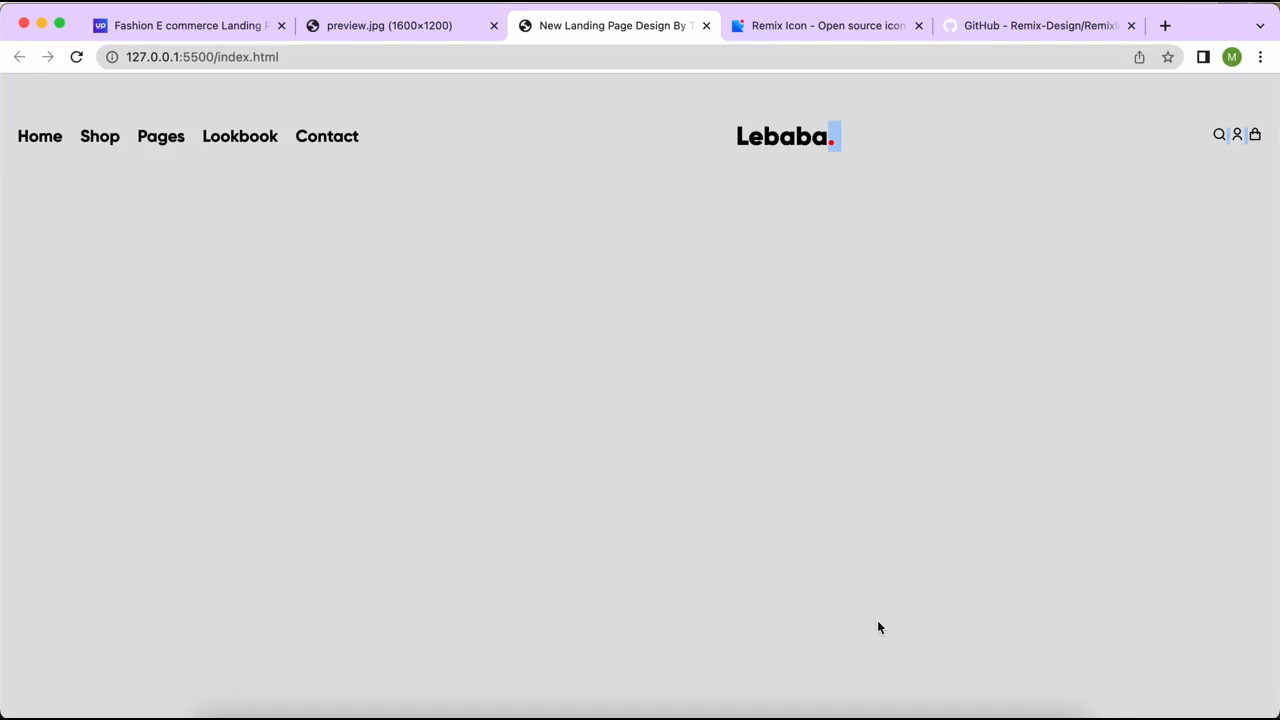 Fashion E commerce Landing P
preview.jpg (1600×1200)
New Landing Page Design By T
Remix Icon - Open source icon
GitHub - Remix-Design/RemixI
127.0.0.1:5500/index.html
M
Home Shop Pages Lookbook Contact
Lebaba.